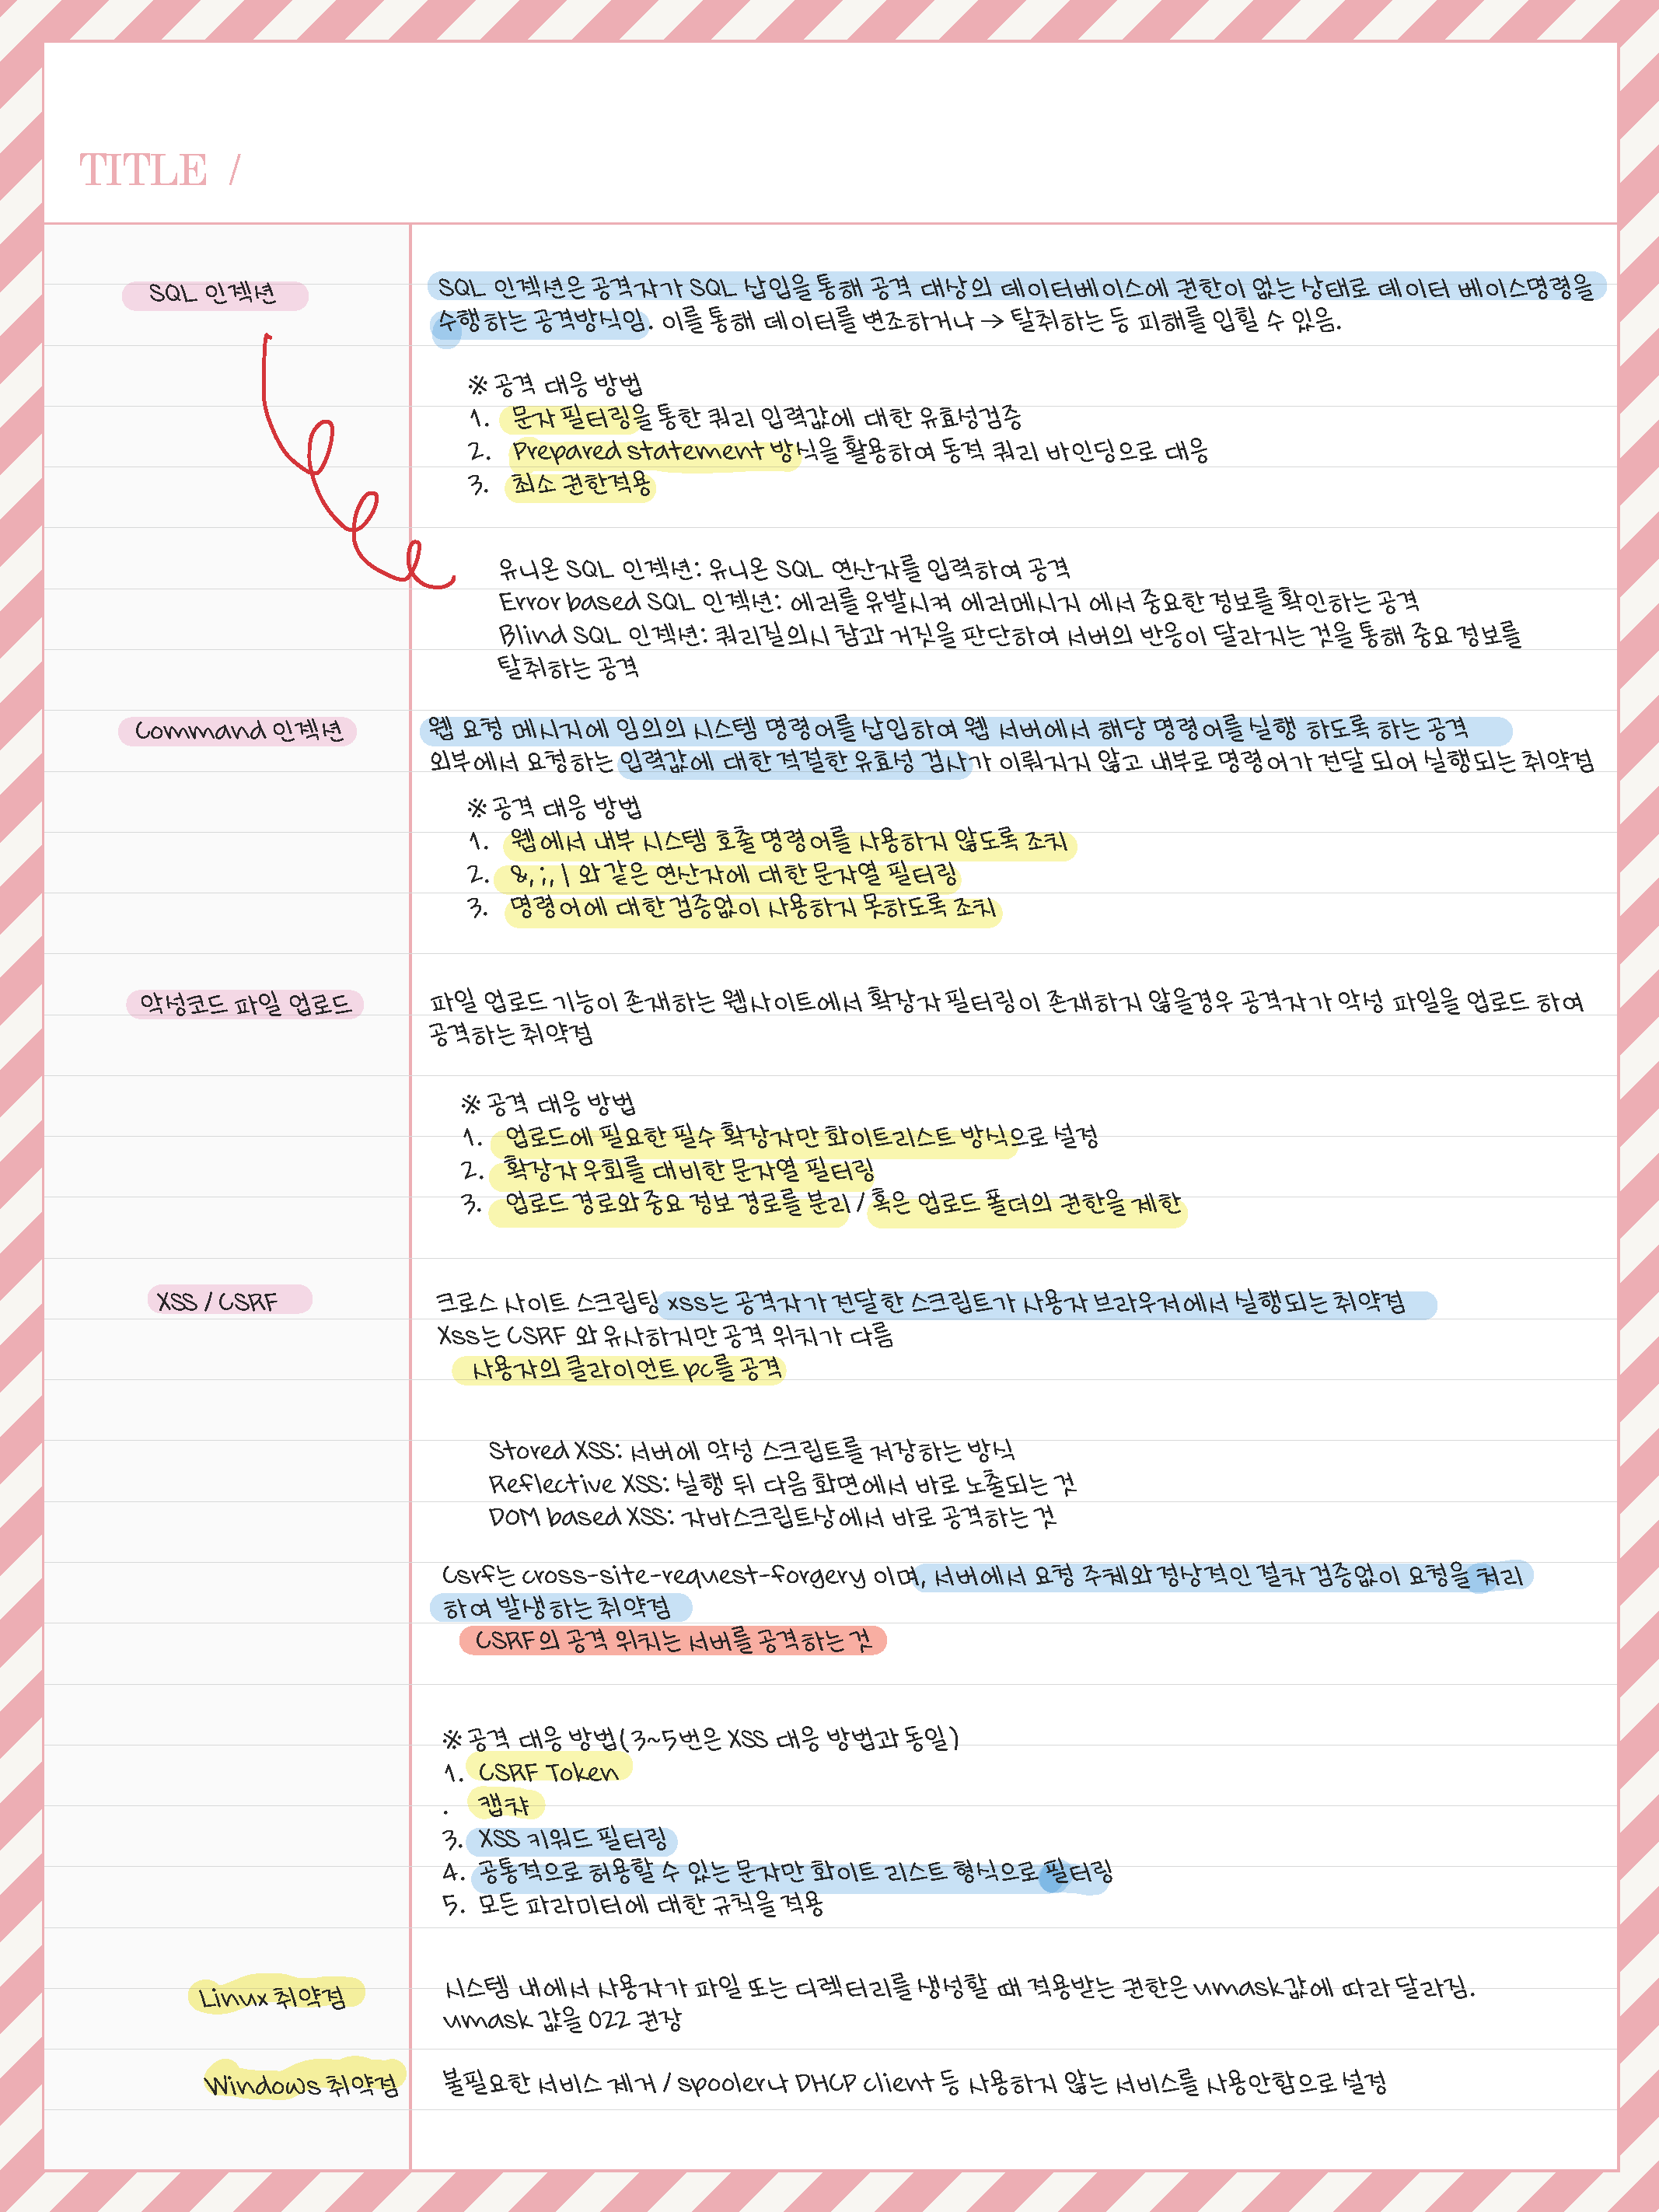 TITLE /
SQL 인젝션
SQL 인젝션은 공격자가 SQL 삽입을 통해 공격 대상의 데이터베이스에 권한이 없는 상태로 데이터 베이스명령을
수행하는 공격방식임. 이를 통해 데이터를 변조하거나 → 탈취하는 등 피해를 입힐 수 있음.
※ 공격 대응 방법
1. 문자 필터링을 통한 쿼리 입력값에 대한 유효성검증
2. Prepared statement 방식을 활용하여 동적 쿼리 바인딩으로 대응
3. 최소 권한적용
유니온 SQL 인젝션: 유니온 SQL 연산자를 입력하여 공격
Error based SQL 인젝션: 에러를 유발시켜 에러메시지 에서 중요한 정보를 확인하는 공격
Blind SQL 인젝션: 쿼리질의시 참과 거짓을 판단하여 서버의 반응이 달라지는 것을 통해 중요 정보를
탈취하는 공격
Command 인젝션
웹 요청 메시지에 임의의 시스템 명령어를 삽입하여 웹 서버에서 해당 명령어를 실행 하도록 하는 공격
외부에서 요청하는 입력값에 대한 적절한 유효성 검사가 이뤄지지 않고 내부로 명령어가 전달 되어 실행되는 취약점
※ 공격 대응 방법
1. 웹에서 내부 시스템 호출 명령어를 사용하지 않도록 조치
2. &, ;, | 와 같은 연산자에 대한 문자열 필터링
3. 명령어에 대한 검증없이 사용하지 못하도록 조치
악성코드 파일 업로드
파일 업로드 기능이 존재하는 웹사이트에서 확장자 필터링이 존재하지 않을경우 공격자가 악성 파일을 업로드 하여
공격하는 취약점
※ 공격 대응 방법
1. 업로드에 필요한 필수 확장자만 화이트리스트 방식으로 설정
2. 확장자 우회를 대비한 문자열 필터링
3. 업로드 경로와 중요 정보 경로를 분리 / 혹은 업로드 폴더의 권한을 제한
XSS / CSRF
크로스 사이트 스크립팅 xss는 공격자가 전달한 스크립트가 사용자 브라우저에서 실행되는 취약점
Xss는 CSRF 와 유사하지만 공격 위치가 다름
사용자의 클라이언트 pc를 공격
Stored XSS: 서버에 악성 스크립트를 저장하는 방식
Reflective XSS: 실행 뒤 다음 화면에서 바로 노출되는 것
DOM based XSS: 자바스크립트상에서 바로 공격하는 것
Csrf는 cross-site-request-forgery 이며, 서버에서 요청 주체와 정상적인 절차 검증없이 요청을 처리
하여 발생하는 취약점
CSRF의 공격 위치는 서버를 공격하는 것
※ 공격 대응 방법 (3~5번은 XSS 대응 방법과 동일)
1. CSRF Token
. 캡챠
3. XSS 키워드 필터링
4. 공통적으로 허용할 수 있는 문자만 화이트 리스트 형식으로 필터링
5. 모든 파라미터에 대한 규칙을 적용
Linux 취약점
시스템 내에서 사용자가 파일 또는 디렉터리를 생성할 때 적용받는 권한은 umask값에 따라 달라짐.
umask 값을 022 권장
Windows 취약점
불필요한 서비스 제거 / spooler나 DHCP client 등 사용하지 않는 서비스를 사용안함으로 설정